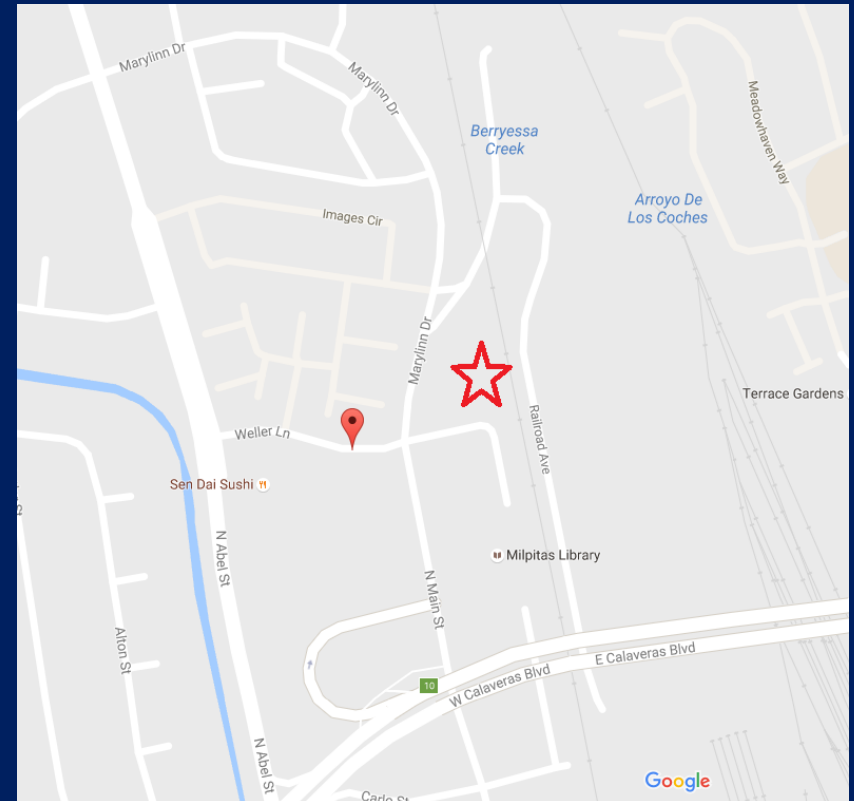 Marylinn Dr
Marylinn Dr
Berryessa
Creek
Meadowhaven Way
Arroyo De
Los Coches
Images Cir
Marylinn Dr
Terrace Gardens
Railroad Ave
Weller Ln
Sen Dai Sushi
N Abel St
Milpitas Library
N Main St
Alton St
E Calaveras Blvd
W Calaveras Blvd
10
N Abel St
Google